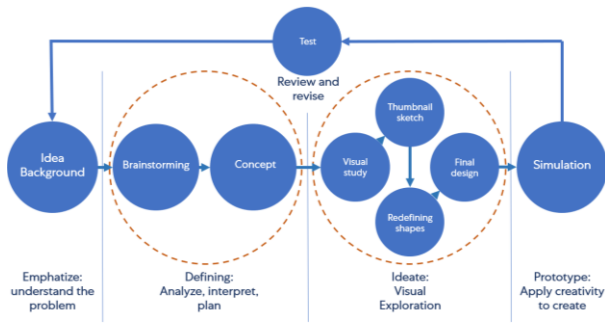 Test
Review and
revise
Idea
Background
Brainstorming
Concept
Visual
study
Thumbnail
sketch
Redefining
shapes
Final
design
Simulation
Emphatize:
understand the
problem
Defining:
Analyze, interpret,
plan
Ideate:
Visual
Exploration
Prototype:
Apply creativity
to create